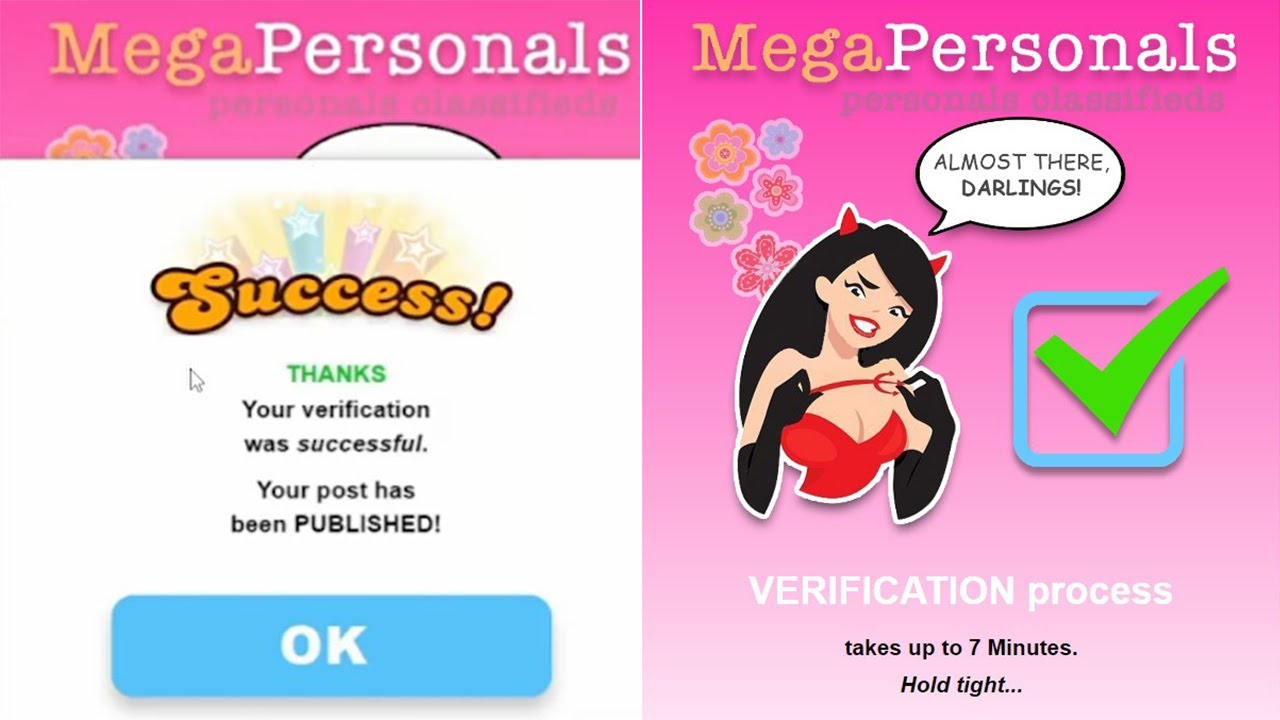 MegaPersonals
personals classifieds
Success!
THANKS
Your verification
was successful.
Your post has
been PUBLISHED!
OK
MegaPersonals
personals classifieds
ALMOST THERE,
DARLINGS!
VERIFICATION process
takes up to 7 Minutes.
Hold tight...